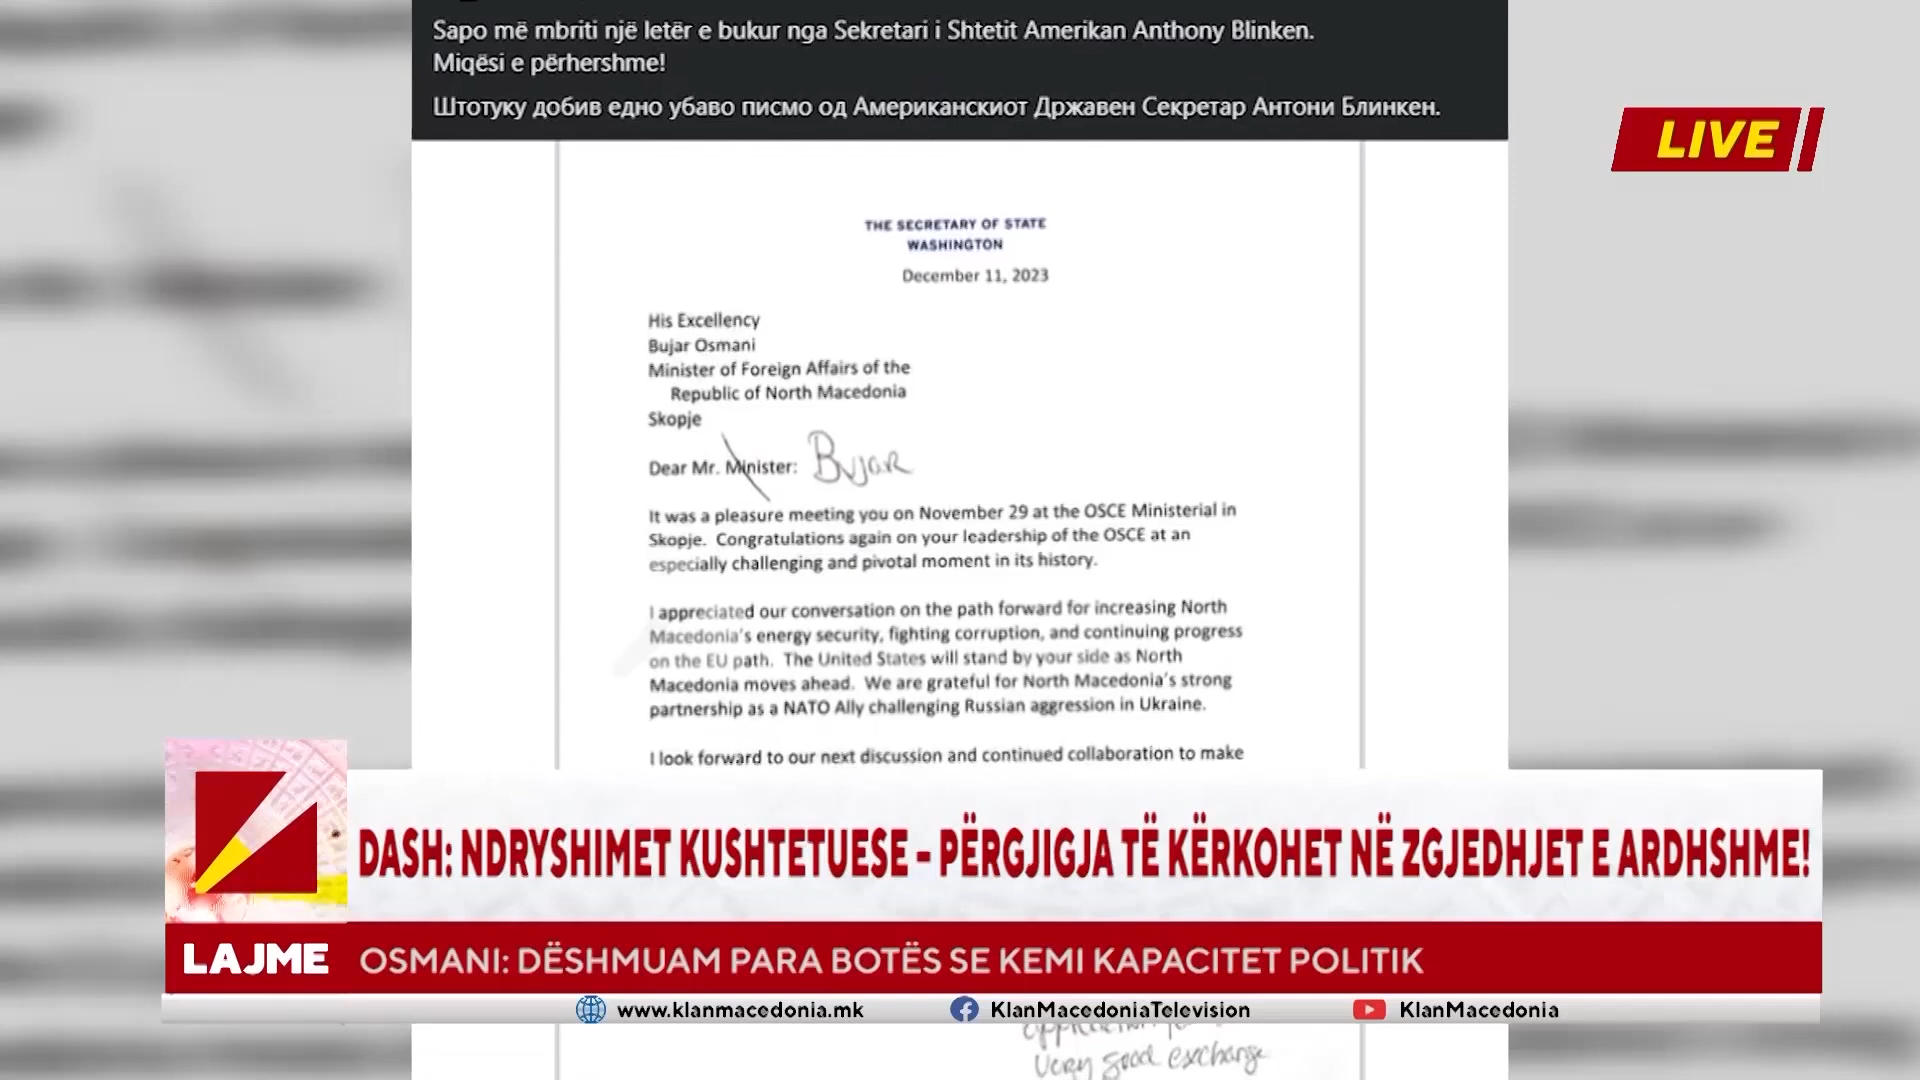 Sapo më mbriti një letër e bukur nga Sekretari i Shtetit Amerikan Anthony Blinken.
Miqësi e përhershme!
Штотуку добив едно убаво писмо од Американскиот Државен Секретар Антони Блинкен.
LIVE
THE SECRETARY OF STATE
WASHINGTON
December 11, 2023
His Excellency
Bujar Osmani
Minister of Foreign Affairs of the
Republic of North Macedonia
Skopje
Dear Mr. Minister: Bujar
It was a pleasure meeting you on November 29 at the OSCE Ministerial in
Skopje. Congratulations again on your leadership of the OSCE at an
especially challenging and pivotal moment in its history.
I appreciated our conversation on the path forward for increasing North
Macedonia's energy security, fighting corruption, and continuing progress
on the EU path. The United States will stand by your side as North
Macedonia moves ahead. We are grateful for North Macedonia's strong
partnership as a NATO Ally challenging Russian aggression in Ukraine.
I look forward to our next discussion and continued collaboration to make
DASH: NDRYSHIMET KUSHTETUESE – PËRGJIGJA TË KËRKOHET NË ZGJEDHJET E ARDHSHME!
LAJME OSMANI: DËSHMUAM PARA BOTËS SE KEMI KAPACITET POLITIK
www.klanmacedonia.mk KlanMacedoniaTelevision KlanMacedonia
very good exchange